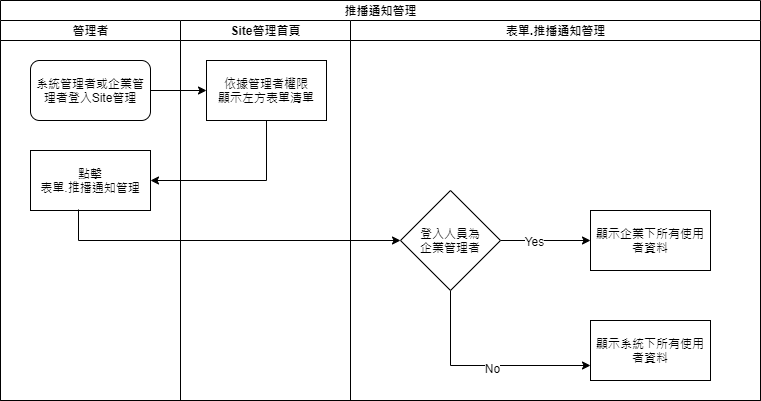 推播通知管理
管理者
Site管理首頁
表單.推播通知管理
系統管理者或企業管
理者登入Site管理
依據管理者權限
顯示左方表單清單
點擊
表單.推播通知管理
登入人員為
企業管理者
Yes
顯示企業下所有使用
者資料
No
顯示系統下所有使用
者資料